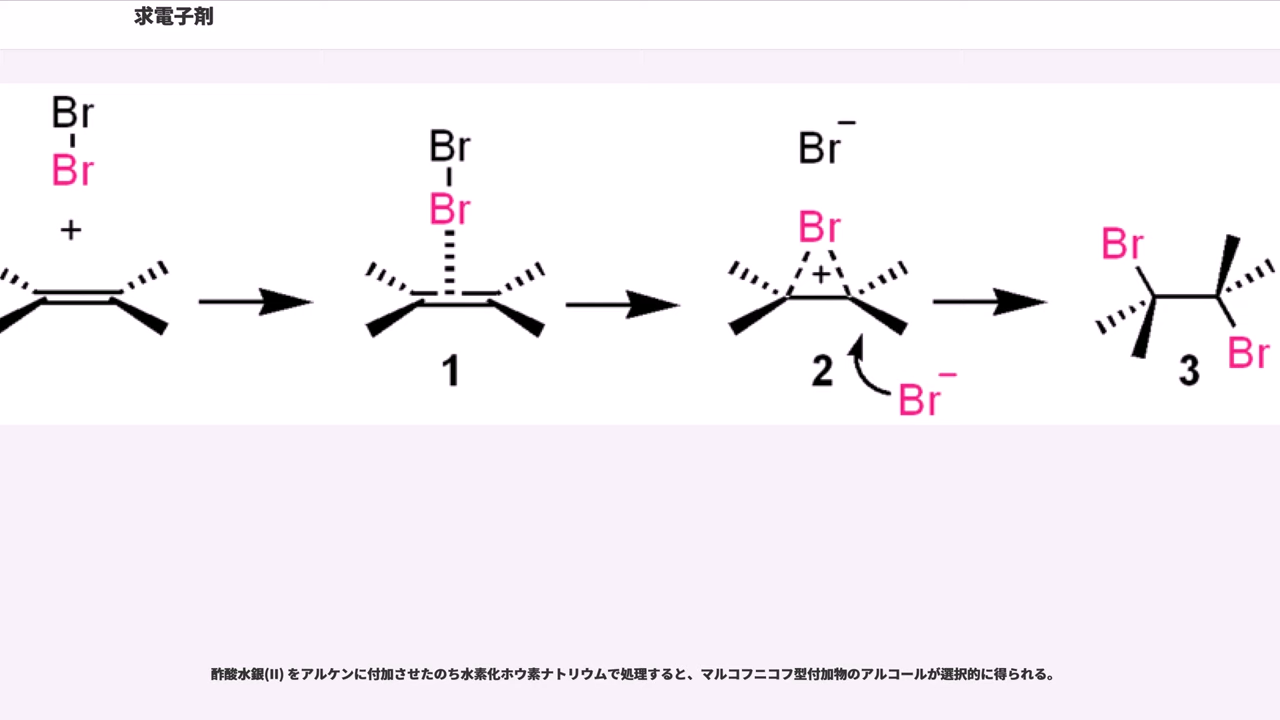 求電子剤
Br
Br
+
Br
Br
1
Br−
Br
+
2
Br−
Br
3
Br
酢酸水銀(II) をアルケンに付加させたのち水素化ホウ素ナトリウムで処理すると、マルコフニコフ型付加物のアルコールが選択的に得られる。